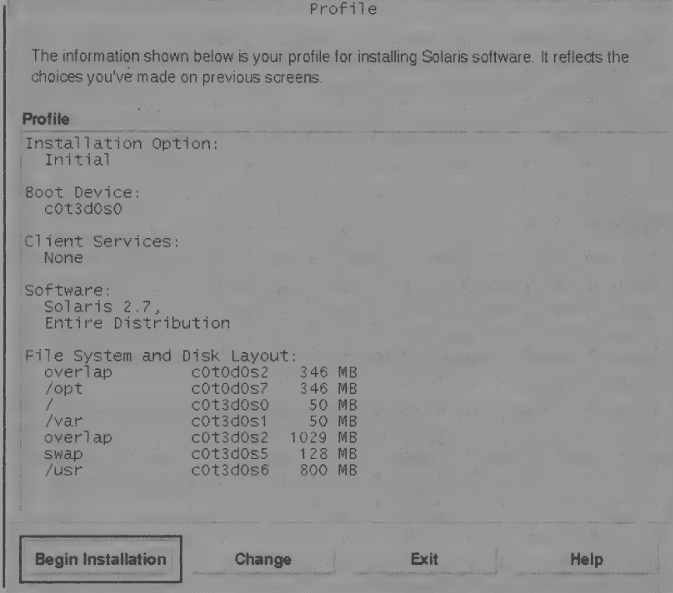 Profile
The information shown below is your profile for installing Solaris software. It reflects the
choices you've made on previous screens.
Profile
Installation Option:
Initial
Boot Device:
c0t3d0s0
Client Services:
None
Software:
Solaris 2.7,
Entire Distribution
File System and Disk Layout:
overlap c0t0d0s2 346 MB
/opt c0t0d0s7 346 MB
/ c0t3d0s0 50 MB
/var c0t3d0s1 50 MB
overlap c0t3d0s2 1029 MB
swap c0t3d0s5 128 MB
/usr c0t3d0s6 800 MB
Begin Installation Change Exit Help